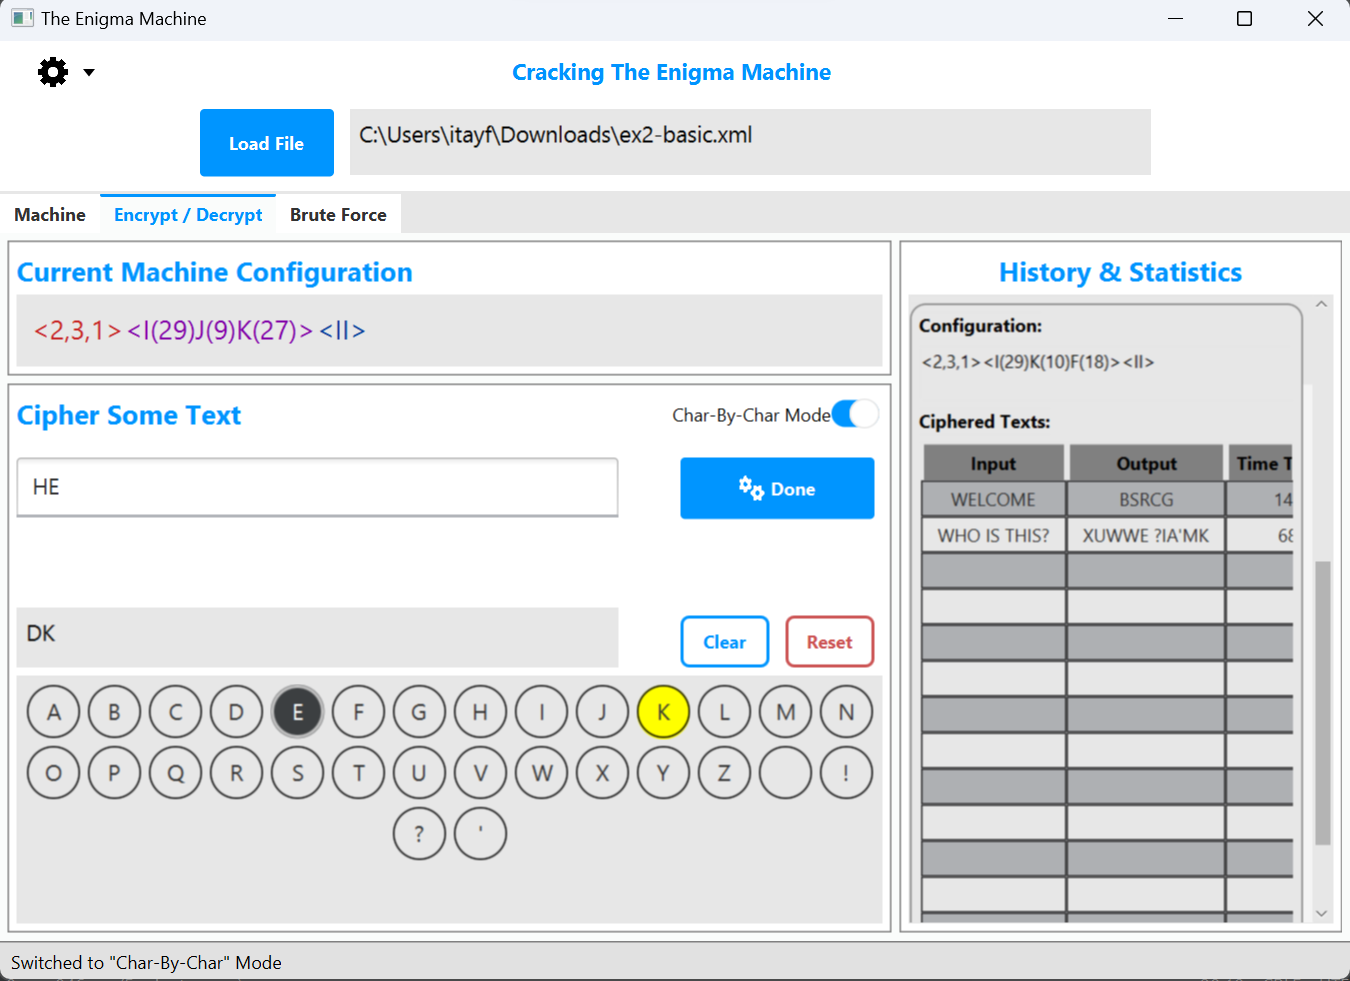 The Enigma Machine
Cracking The Enigma Machine
Load File
C:\Users\itayf\Downloads\ex2-basic.xml
Machine
Encrypt / Decrypt
Brute Force
Current Machine Configuration
<2,3,1><I(29)J(9)K(27)><II>
Cipher Some Text
Char-By-Char Mode
HE
Done
DK
Clear
Reset
A B C D E F G H I J K L M N
O P Q R S T U V W X Y Z !
? '
History & Statistics
Configuration:
<2,3,1><I(29)K(10)F(18)><II>
Ciphered Texts:
Input Output Time T
WELCOME BSRCG 14
WHO IS THIS? XUWWE ?IA'MK 68
Switched to "Char-By-Char" Mode